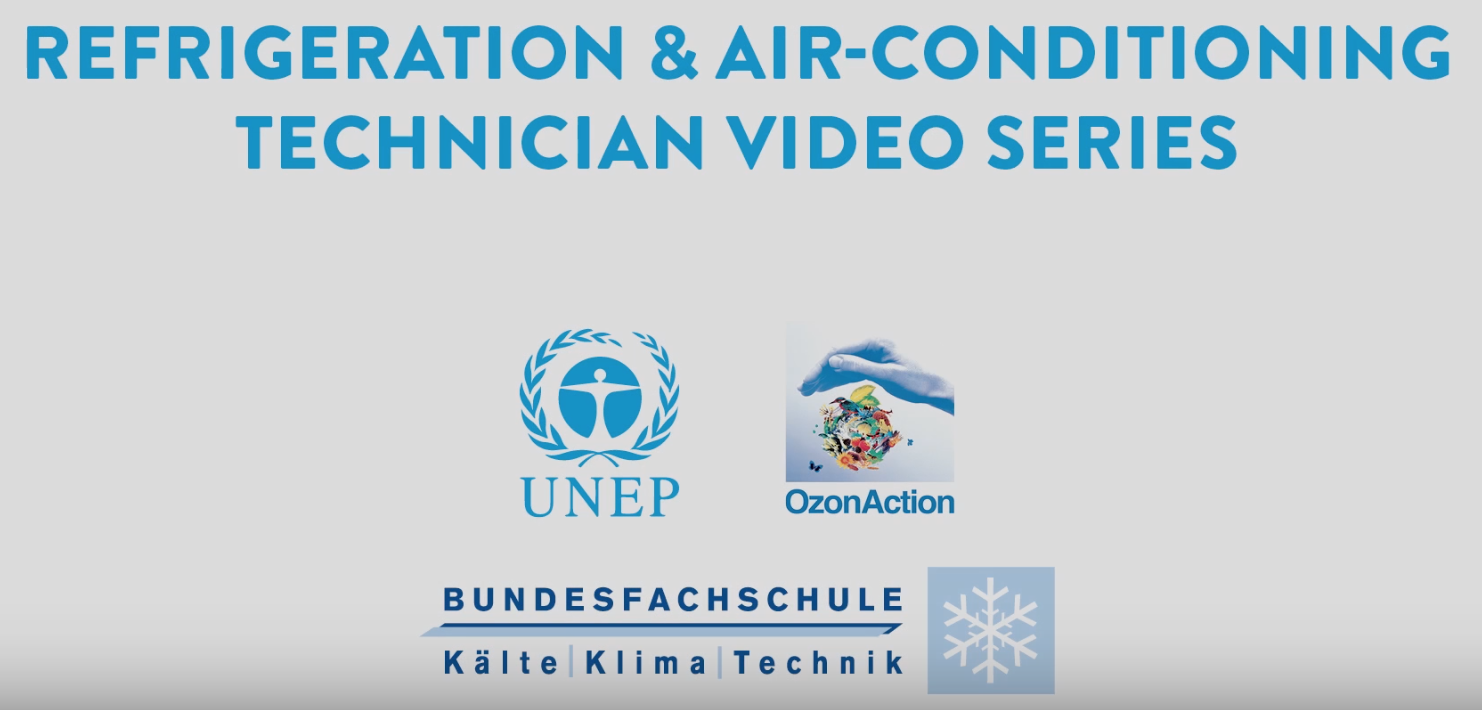 REFRIGERATION & AIR-CONDITIONING
TECHNICIAN VIDEO SERIES
UNEP
OzonAction
BUNDESFACHSCHULE
Kälte|Klima|Technik